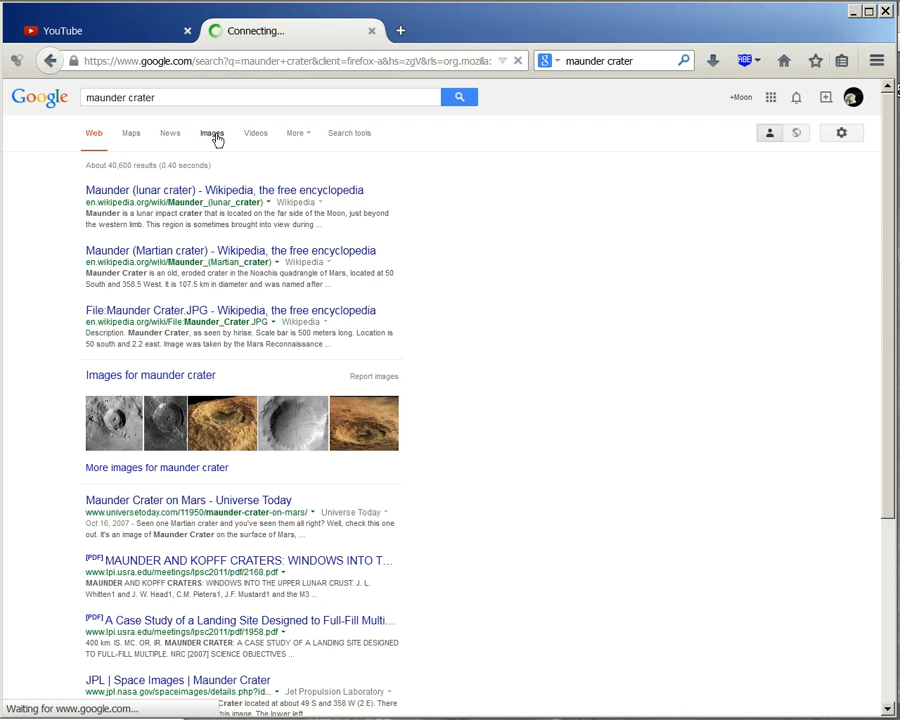 YouTube
Connecting...
https://www.google.com/search?q=maunder+crater&client=firefox-a&hs=zgV&rls=org.mozilla:
maunder crater
ABP
Google
maunder crater
+Moon
Web
Maps
News
Images
Videos
More
Search tools
About 40,600 results (0.40 seconds)
Maunder (lunar crater) - Wikipedia, the free encyclopedia
en.wikipedia.org/wiki/Maunder_(lunar_crater) Wikipedia
Maunder is a lunar impact crater that is located on the far side of the Moon, just beyond
the western limb. This region is sometimes brought into view during ...
Maunder (Martian crater) - Wikipedia, the free encyclopedia
en.wikipedia.org/wiki/Maunder_(Martian_crater) Wikipedia
Maunder Crater is an old, eroded crater in the Noachis quadrangle of Mars, located at 50
South and 358.5 West. It is 107.5 km in diameter and was named after ...
File:Maunder Crater.JPG - Wikipedia, the free encyclopedia
en.wikipedia.org/wiki/File:Maunder_Crater.JPG Wikipedia
Description. Maunder Crater, as seen by hirise. Scale bar is 500 meters long. Location is
50 south and 2.2 east. Image was taken by the Mars Reconnaissance ...
Images for maunder crater
Report images
More images for maunder crater
Maunder Crater on Mars - Universe Today
www.universetoday.com/11950/maunder-crater-on-mars/ Universe Today
Oct 16, 2007 - Seen one Martian crater and you've seen them all right? Well, check this one
out. It's an image of Maunder Crater on the surface of Mars, ...
[PDF] MAUNDER AND KOPFF CRATERS: WINDOWS INTO T...
www.lpi.usra.edu/meetings/lpsc2011/pdf/2168.pdf
MAUNDER AND KOPFF CRATERS: WINDOWS INTO THE UPPER LUNAR CRUST. J. L.
Whitten1 and J. W. Head1, C.M. Pieters1, J.F. Mustard1 and the M3 ...
[PDF] A Case Study of a Landing Site Designed to Full-Fill Multi...
www.lpi.usra.edu/meetings/lpsc2011/pdf/1958.pdf
400 km. IS. MC. OR. IR. MAUNDER CRATER: A CASE STUDY OF A LANDING SITE DESIGNED
TO FULL-FILL MULTIPLE. NRC [2007] SCIENCE OBJECTIVES ...
JPL | Space Images | Maunder Crater
www.jpl.nasa.gov/spaceimages/details.php?id... Jet Propulsion Laboratory
Crater located at about 49 S and 358 W (2 E). There
this image. The lower left
Waiting for www.google.com...